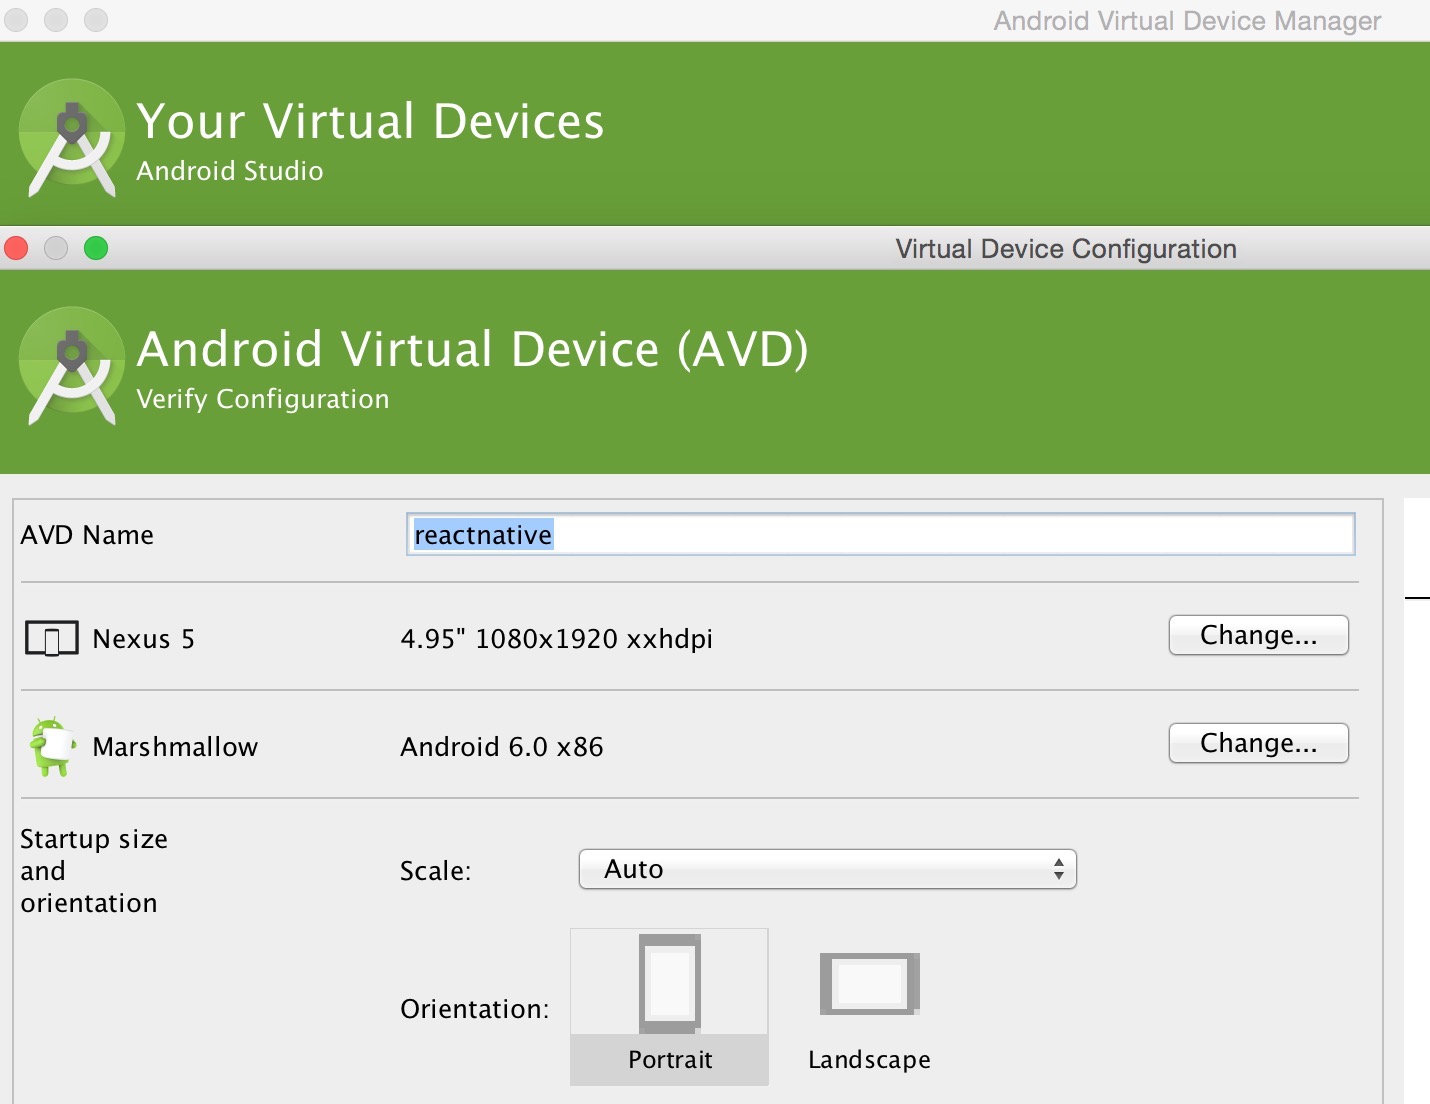 Android Virtual Device Manager
Your Virtual Devices
Android Studio
Virtual Device Configuration
Android Virtual Device (AVD)
Verify Configuration
AVD Name reactnative
Nexus 5 4.95" 1080x1920 xxhdpi Change...
Marshmallow Android 6.0 x86 Change...
Startup size
and
orientation
Scale: Auto
Orientation:
Portrait Landscape